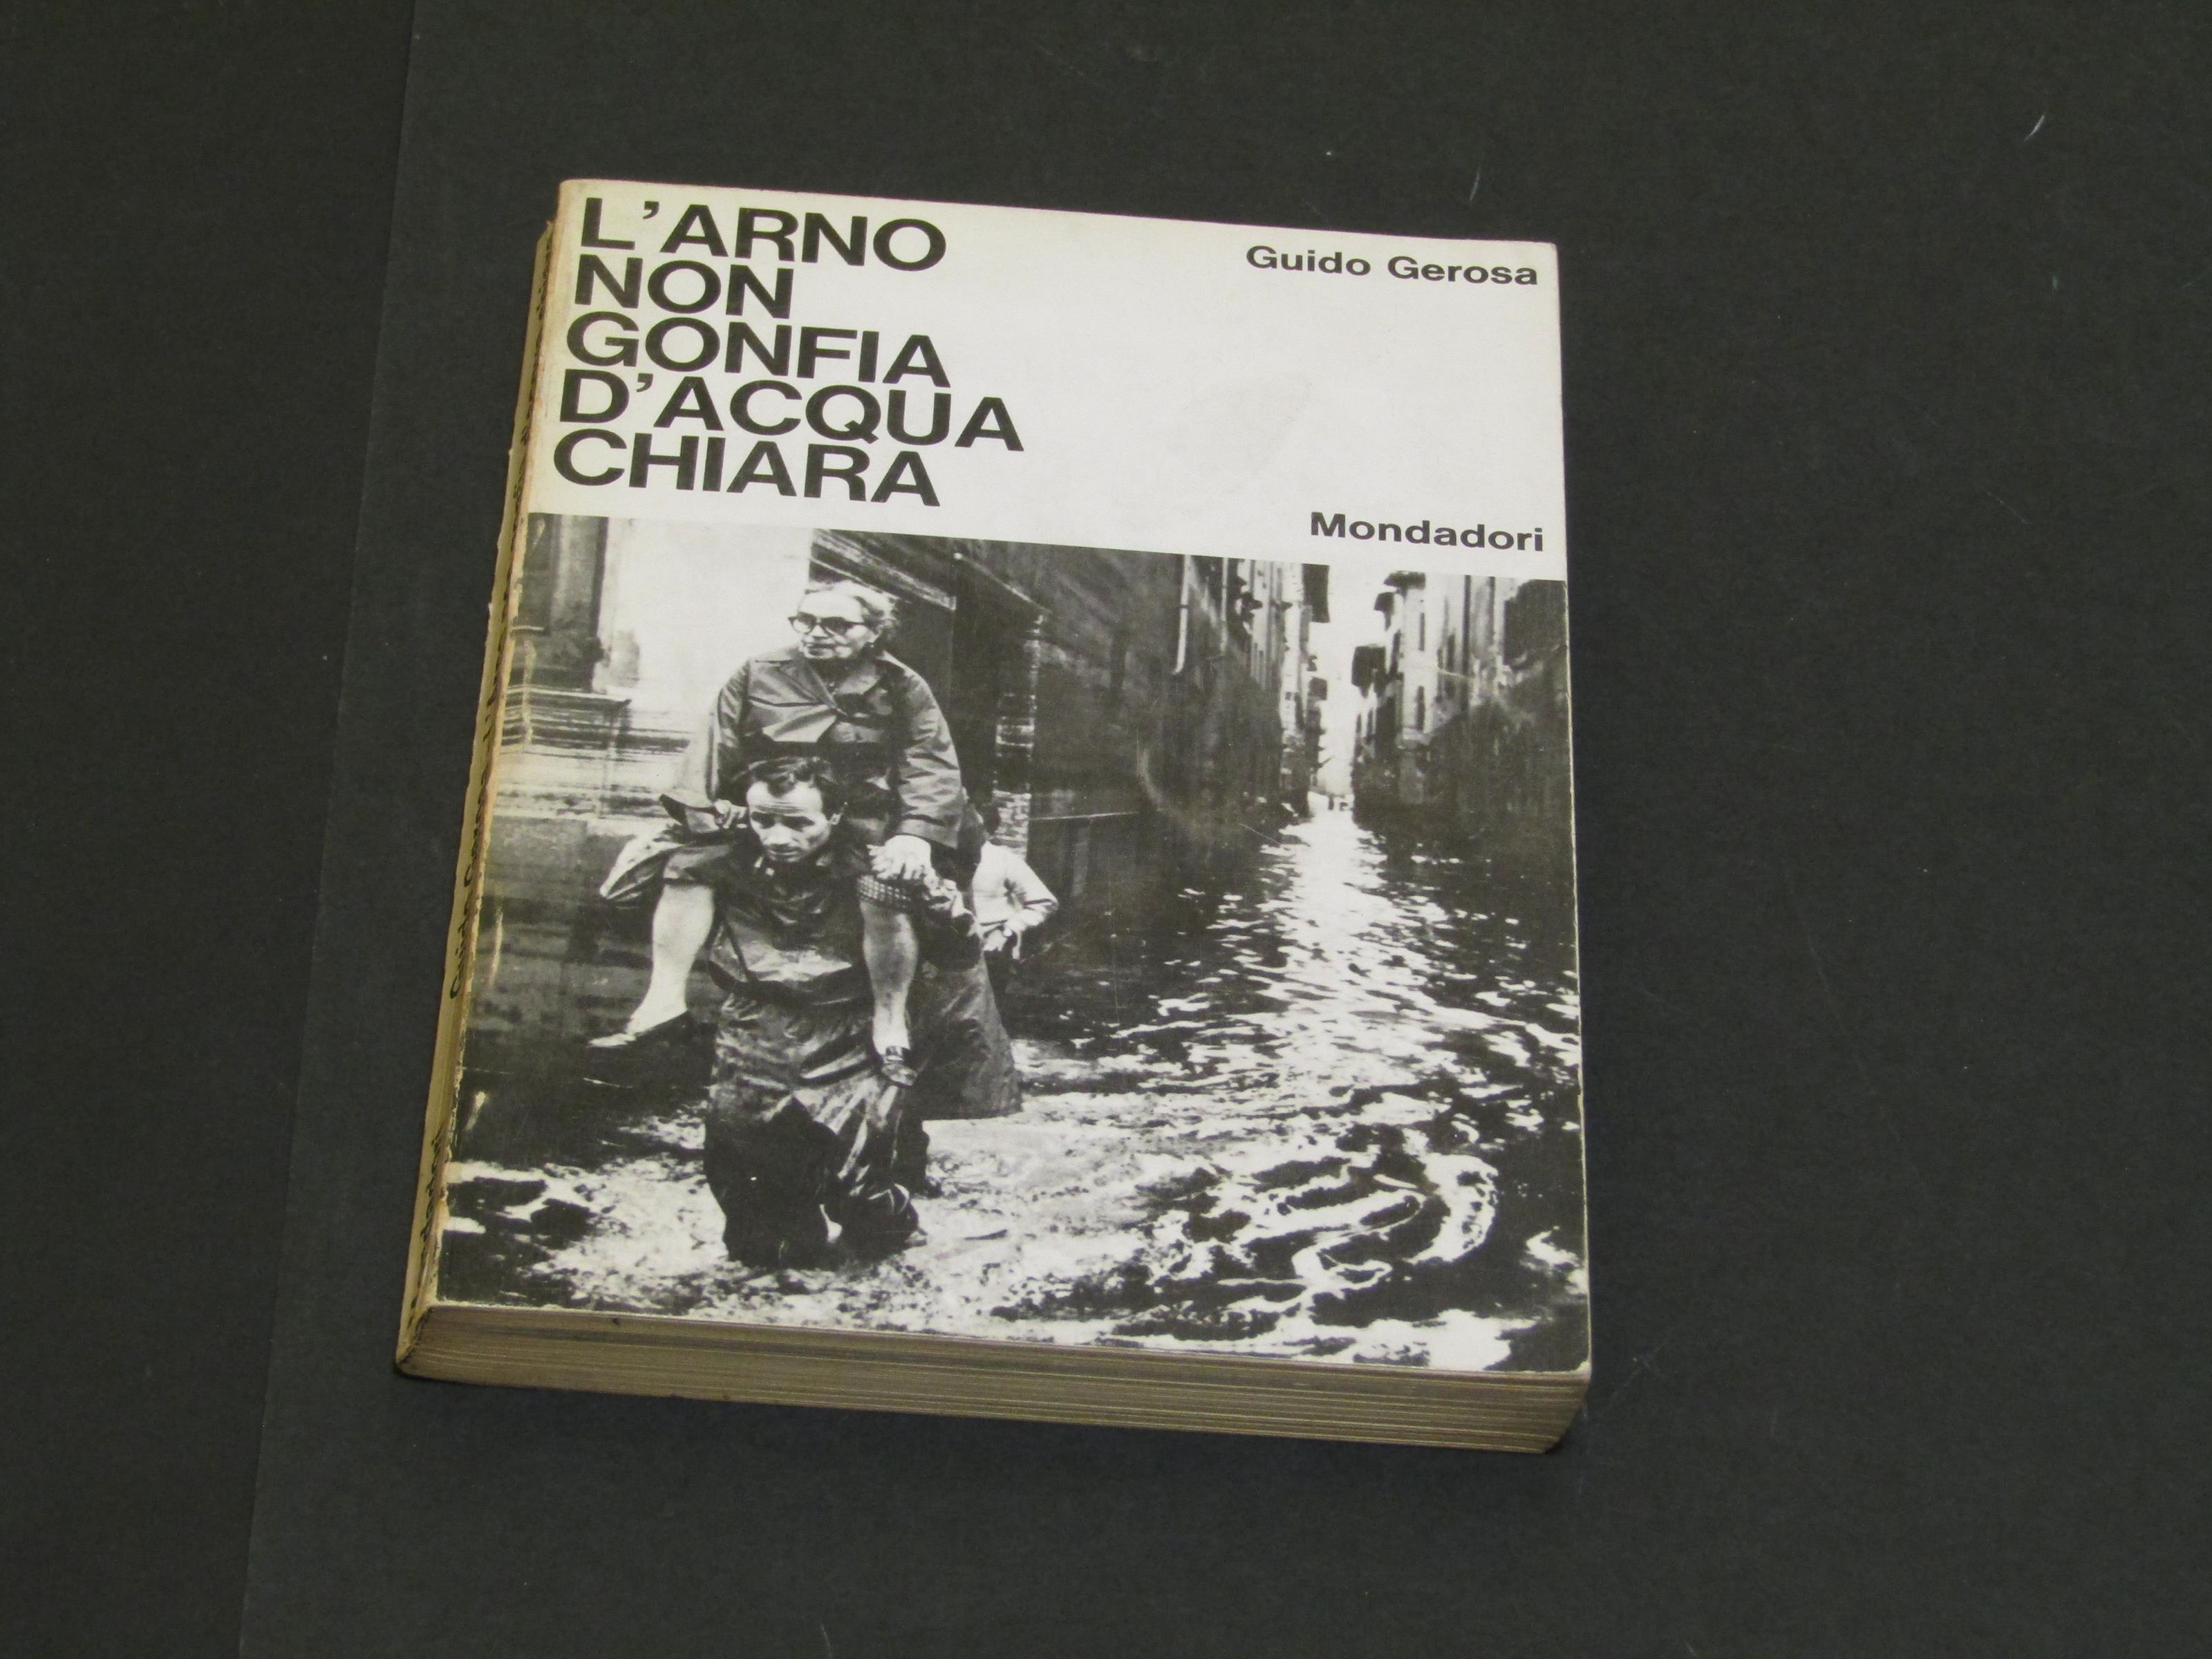 L'ARNO
NON
GONFIA
D'ACQUA
CHIARA
Guido Gerosa
Mondadori